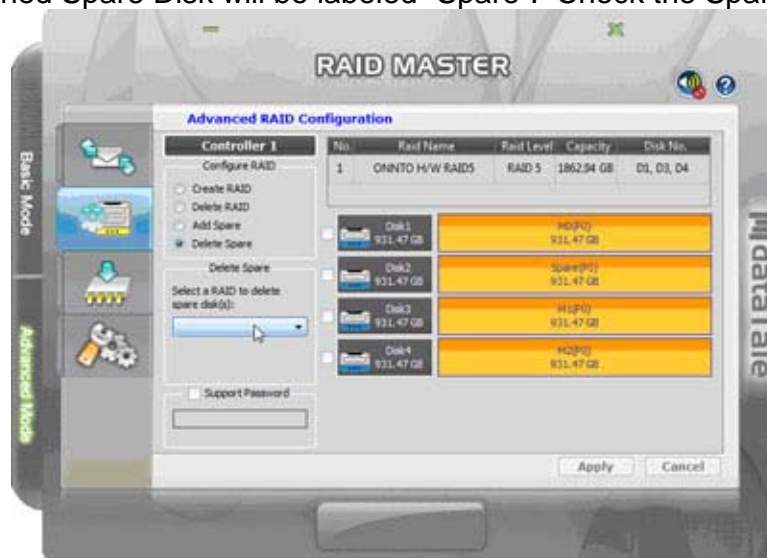 ned Spare Disk will be labeled "Spare". Check the Spar
RAID MASTER
Advanced RAID Configuration
Basic Mode
Advanced Mode
Controller 1
Configure RAID
Create RAID
Delete RAID
Add Spare
Delete Spare
Delete Spare
Select a RAID to delete
spare disk(s):
Support Password
No. Raid Name Raid Level Capacity Disk No.
1 ONNTO H/W RAID5 RAID 5 1862.94 GB D1, D3, D4
Disk1
931.47 GB
M0(P0)
931.47 GB
Disk2
931.47 GB
Spare(P0)
931.47 GB
Disk3
931.47 GB
M1(P0)
931.47 GB
Disk4
931.47 GB
M2(P0)
931.47 GB
Apply Cancel
dataTale